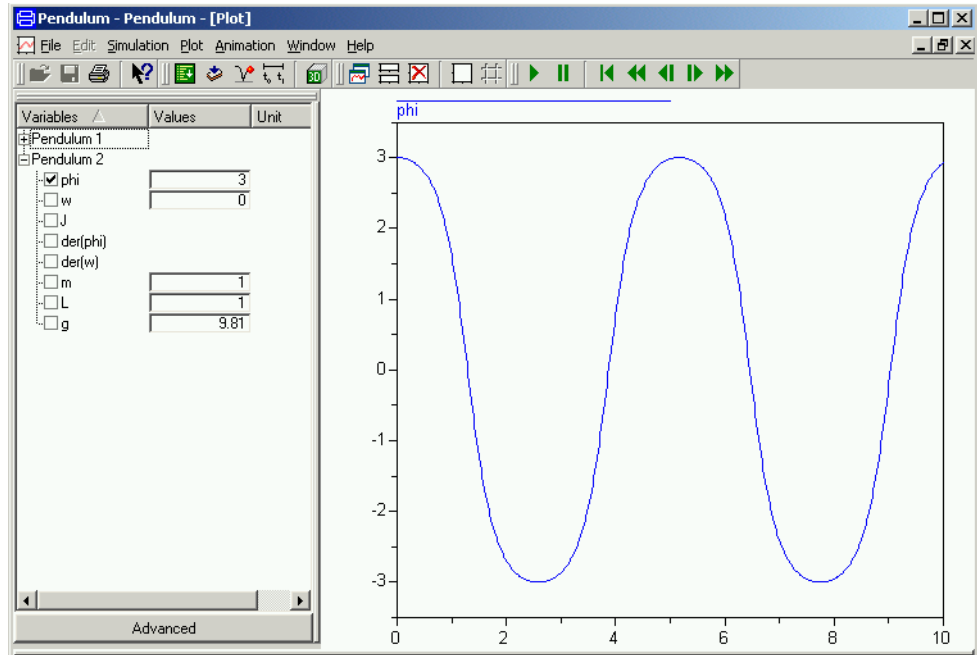 Pendulum - Pendulum - [Plot]
File Edit Simulation Plot Animation Window Help
3D
Variables Values Unit
Pendulum 1
Pendulum 2
phi 3
w 0
J
der(phi)
der(w)
m 1
L 1
g 9.81
Advanced
phi
3
2
1
0
-1
-2
-3
0 2 4 6 8 10